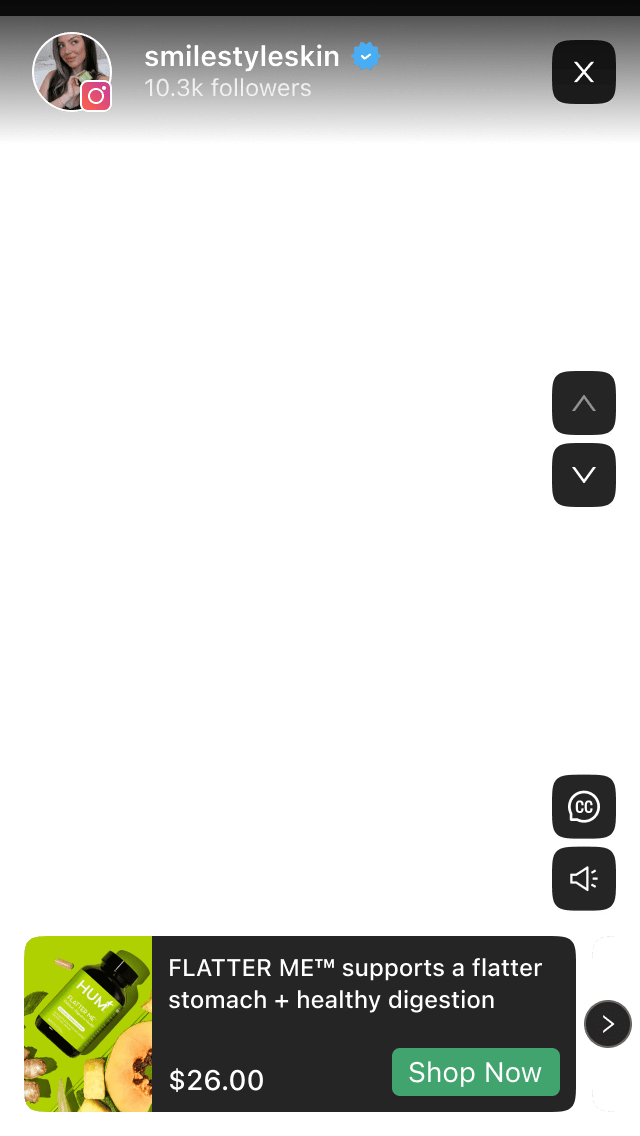 smilestyleskin
10.3k followers
X
CC
HUM
FLATTER ME
FLATTER ME™ supports a flatter
stomach + healthy digestion
$26.00
Shop Now